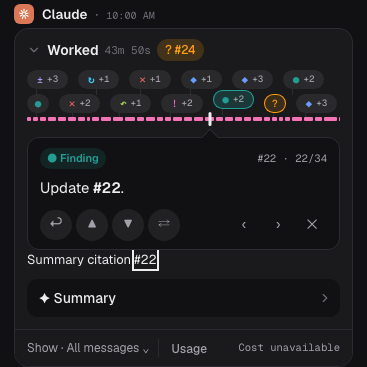 Claude · 10:00 AM
Worked 43m 50s ? #24
± +3 ↻ +1 × +1 ◆ +1 ◆ +3 ● +2
● × +2 ↶ +1 ! +2 ● +2 ? ◆ +3
Finding #22 · 22/34
Update #22.
Summary citation #22
Summary
Show · All messages Usage Cost unavailable